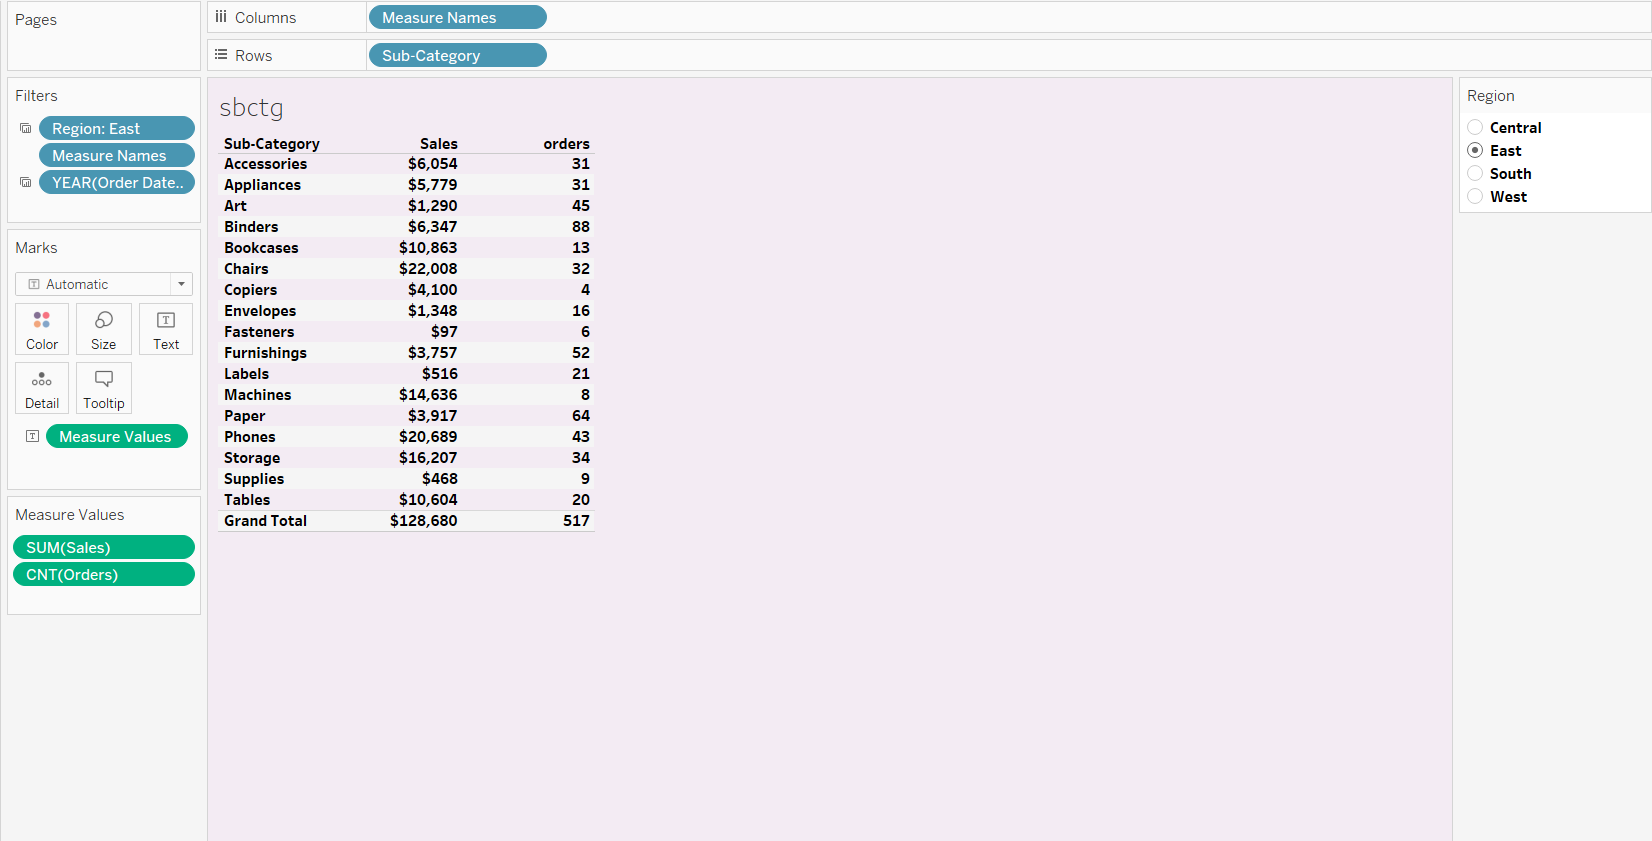 Pages
Columns Measure Names
Rows Sub-Category
Filters
Region: East
Measure Names
YEAR(Order Date..
Marks
T Automatic
Color Size T Text
Detail Tooltip
T Measure Values
Measure Values
SUM(Sales)
CNT(Orders)
sbctg
Sub-Category Sales orders
Accessories $6,054 31
Appliances $5,779 31
Art $1,290 45
Binders $6,347 88
Bookcases $10,863 13
Chairs $22,008 32
Copiers $4,100 4
Envelopes $1,348 16
Fasteners $97 6
Furnishings $3,757 52
Labels $516 21
Machines $14,636 8
Paper $3,917 64
Phones $20,689 43
Storage $16,207 34
Supplies $468 9
Tables $10,604 20
Grand Total $128,680 517
Region
Central
East
South
West